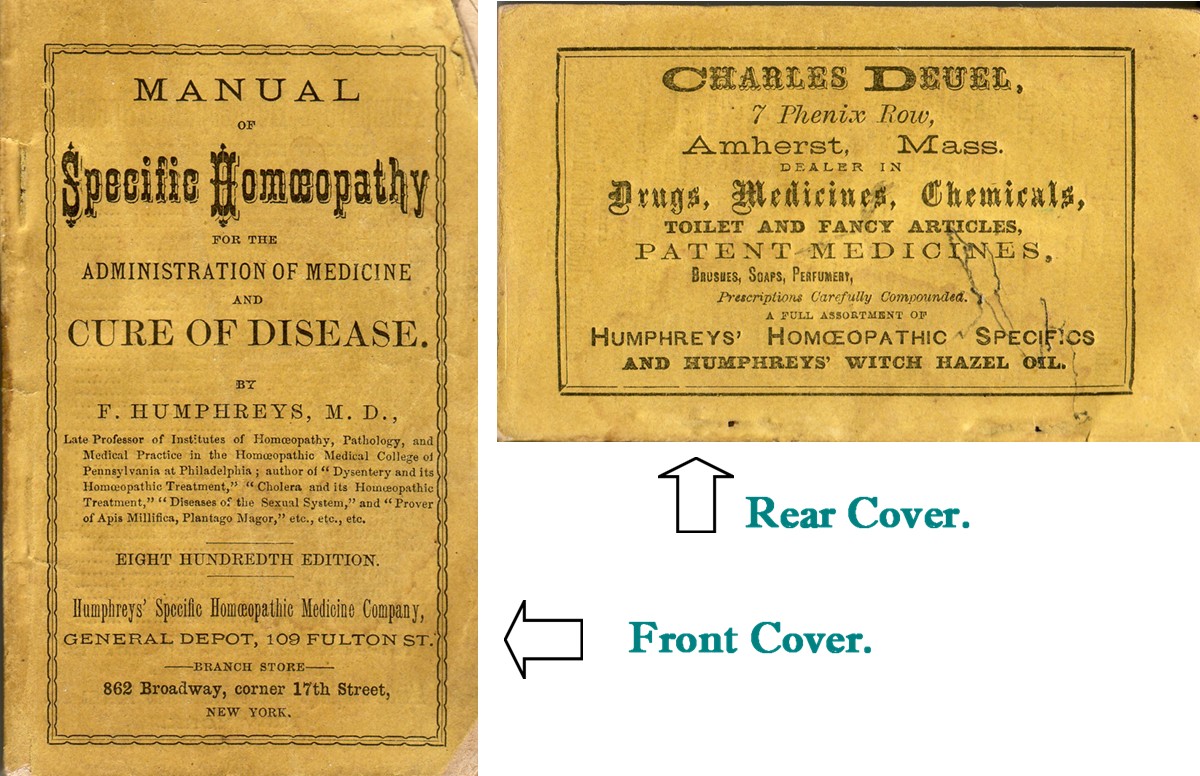 MANUAL
OF
Specific Homœopathy
FOR THE
ADMINISTRATION OF MEDICINE
AND
CURE OF DISEASE.
BY
F. HUMPHREYS, M. D.,
Late Professor of Institutes of Homœopathy, Pathology, and
Medical Practice in the Homœopathic Medical College of
Pennsylvania at Philadelphia ; author of “ Dysentery and its
Homœopathic Treatment,” “ Cholera and its Homœopathic
Treatment,” “ Diseases of the Sexual System,” and “ Prover
of Apis Millifica, Plantago Magor,” etc., etc., etc.
EIGHT HUNDREDTH EDITION.
Humphreys’ Specific Homœopathic Medicine Company,
GENERAL DEPOT, 109 FULTON ST.
—BRANCH STORE—
862 Broadway, corner 17th Street,
NEW YORK.
CHARLES DEUEL,
7 Phenix Row,
Amherst, Mass.
DEALER IN
Drugs, Medicines, Chemicals,
TOILET AND FANCY ARTICLES,
PATENT MEDICINES,
BRUSHES, SOAPS, PERFUMERY,
Prescriptions Carefully Compounded.
A FULL ASSORTMENT OF
HUMPHREYS’ HOMŒOPATHIC SPECIFICS
AND HUMPHREYS’ WITCH HAZEL OIL.
Rear Cover.
Front Cover.